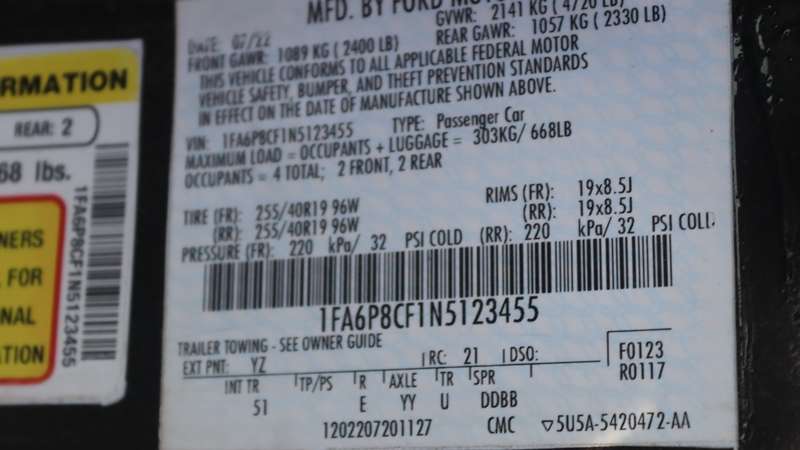 ORMATION
REAR: 2
68 lbs.
NERS
FOR
NAL
ATION
1FA6P8CF1N5123455
MFD. BY FORD
DATE: 07/22 GVWR: 2141 KG ( 4720 LB)
FRONT GAWR: 1089 KG ( 2400 LB) REAR GAWR: 1057 KG ( 2330 LB)
THIS VEHICLE CONFORMS TO ALL APPLICABLE FEDERAL MOTOR
VEHICLE SAFETY, BUMPER, AND THEFT PREVENTION STANDARDS
IN EFFECT ON THE DATE OF MANUFACTURE SHOWN ABOVE.
VIN: 1FA6P8CF1N5123455 TYPE: Passenger Car
MAXIMUM LOAD = OCCUPANTS + LUGGAGE = 303KG/ 668LB
OCCUPANTS = 4 TOTAL; 2 FRONT, 2 REAR
TIRE (FR): 255/40R19 96W RIMS (FR): 19x8.5J
(RR): 255/40R19 96W (RR): 19x8.5J
PRESSURE (FR): 220 kPa/ 32 PSI COLD (RR): 220 kPa/ 32 PSI COLD
1FA6P8CF1N5123455
TRAILER TOWING - SEE OWNER GUIDE
EXT PNT: YZ RC: 21 DSO: F0123
INT TR TP/PS R AXLE TR SPR R0117
51 E YY U DDBB
1202207201127 CMC ▽5U5A-5420472-AA